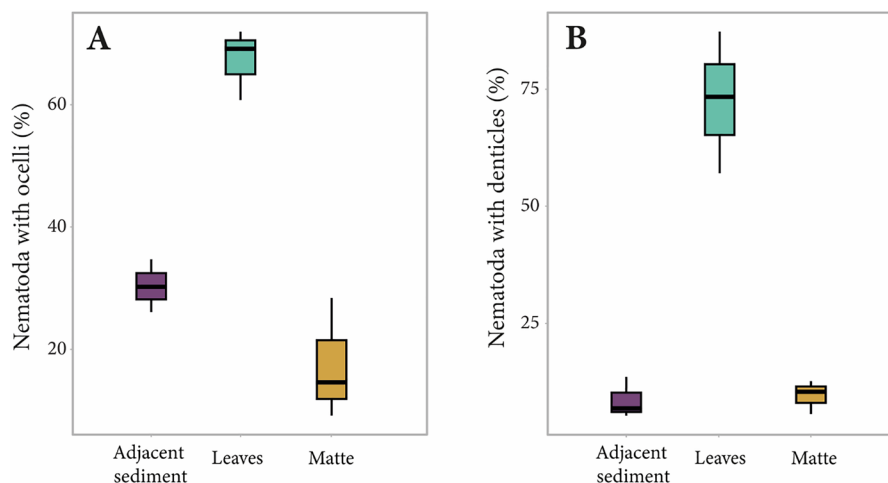 A
Nematoda with ocelli (%)
60
40
20
Adjacent
sediment
Leaves
Matte
B
Nematoda with denticles (%)
75
50
25
Adjacent
sediment
Leaves
Matte